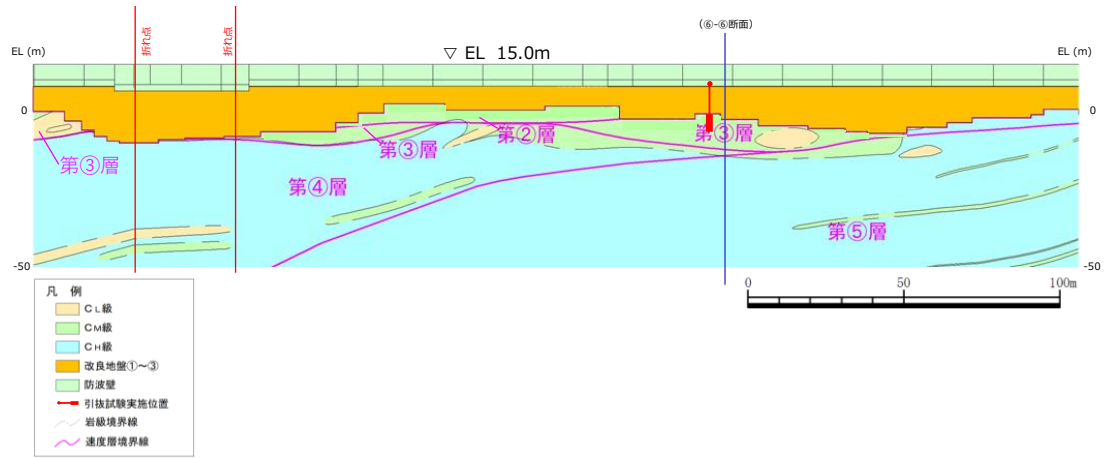 (⑥-⑥断面)
折れ点
折れ点
EL (m)
▽ EL 15.0m
EL (m)
0
0
第②層
第③層
第③層
第③層
第④層
第⑤層
-50
-50
凡 例
CL級
CM級
CH級
改良地盤①~③
防波壁
引抜試験実施位置
岩級境界線
速度層境界線
0
50
100m